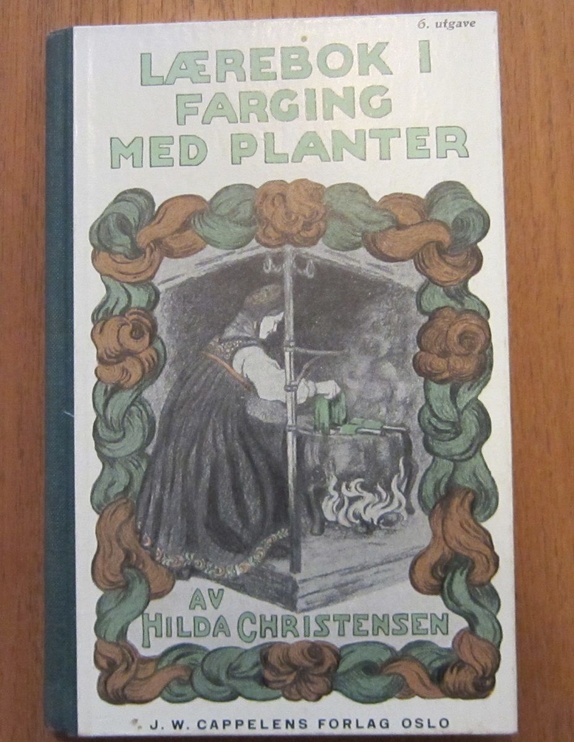 6. utgave
LÆREBOK I
FARGING
MED PLANTER
AV
HILDA CHRISTENSEN
J. W. CAPPELENS FORLAG OSLO